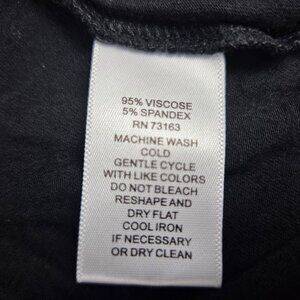 95% VISCOSE
5% SPANDEX
RN 73163
MACHINE WASH
COLD
GENTLE CYCLE
WITH LIKE COLORS
DO NOT BLEACH
RESHAPE AND
DRY FLAT
COOL IRON
IF NECESSARY
OR DRY CLEAN